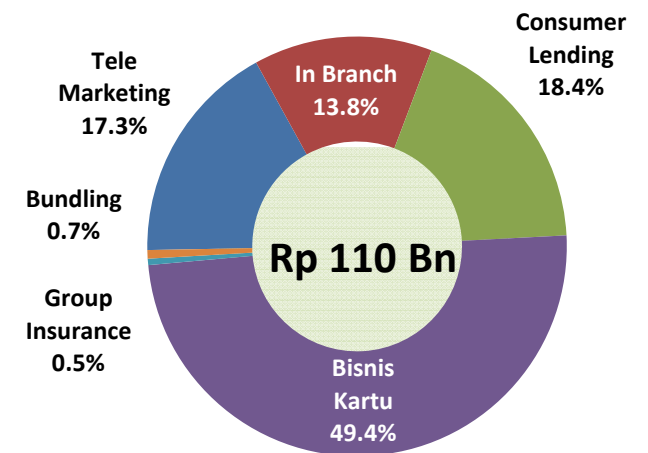 Consumer
Lending
18.4%
In Branch
13.8%
Tele
Marketing
17.3%
Bundling
0.7%
Rp 110 Bn
Group
Insurance
0.5%
Bisnis
Kartu
49.4%